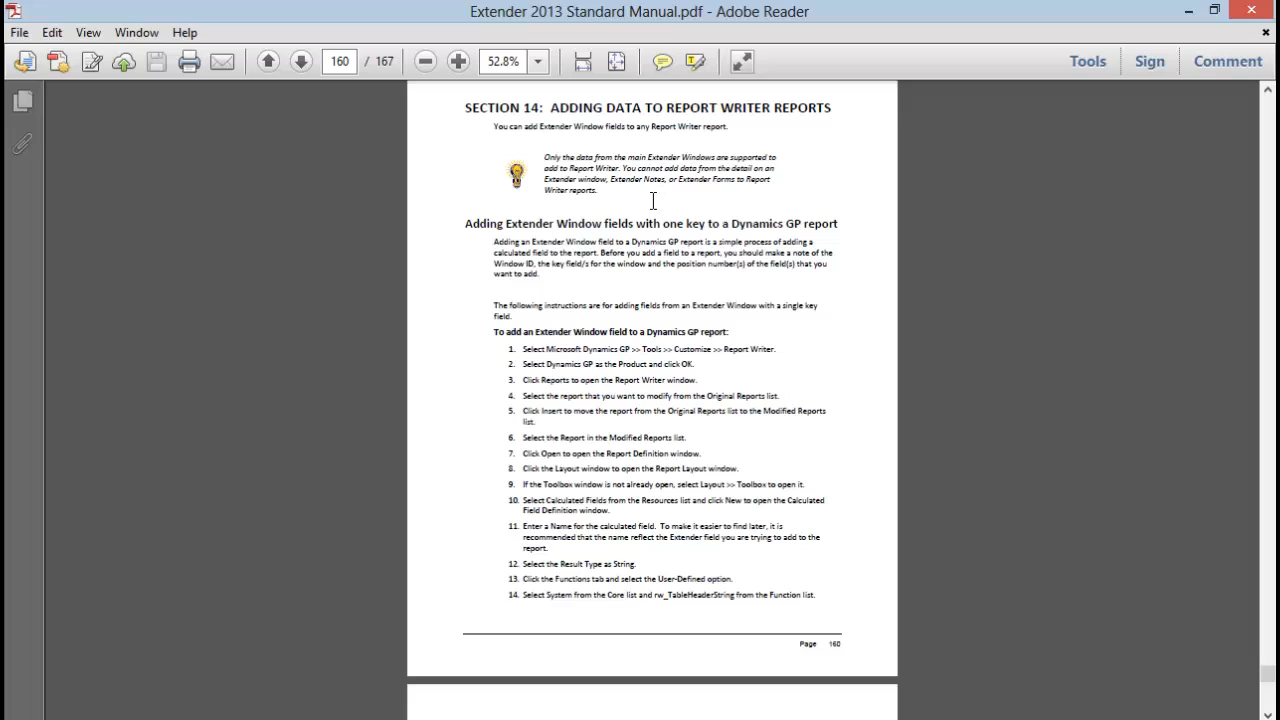 Extender 2013 Standard Manual.pdf - Adobe Reader
File Edit View Window Help
160 / 167 52.8% Tools Sign Comment
SECTION 14: ADDING DATA TO REPORT WRITER REPORTS
You can add Extender Window fields to any Report Writer report.
Only the data from the main Extender Windows are supported to
add to Report Writer. You cannot add data from the detail on an
Extender window, Extender Notes, or Extender Forms to Report
Writer reports.
Adding Extender Window fields with one key to a Dynamics GP report
Adding an Extender Window field to a Dynamics GP report is a simple process of adding a
calculated field to the report. Before you add a field to a report, you should make a note of the
Window ID, the key field/s for the window and the position number(s) of the field(s) that you
want to add.
The following instructions are for adding fields from an Extender Window with a single key
field.
To add an Extender Window field to a Dynamics GP report:
1. Select Microsoft Dynamics GP >> Tools >> Customize >> Report Writer.
2. Select Dynamics GP as the Product and click OK.
3. Click Reports to open the Report Writer window.
4. Select the report that you want to modify from the Original Reports list.
5. Click Insert to move the report from the Original Reports list to the Modified Reports
list.
6. Select the Report in the Modified Reports list.
7. Click Open to open the Report Definition window.
8. Click the Layout window to open the Report Layout window.
9. If the Toolbox window is not already open, select Layout >> Toolbox to open it.
10. Select Calculated Fields from the Resources list and click New to open the Calculated
Field Definition window.
11. Enter a Name for the calculated field. To make it easier to find later, it is
recommended that the name reflect the Extender field you are trying to add to the
report.
12. Select the Result Type as String.
13. Click the Functions tab and select the User-Defined option.
14. Select System from the Core list and rw_TableHeaderString from the Function list.
Page 160